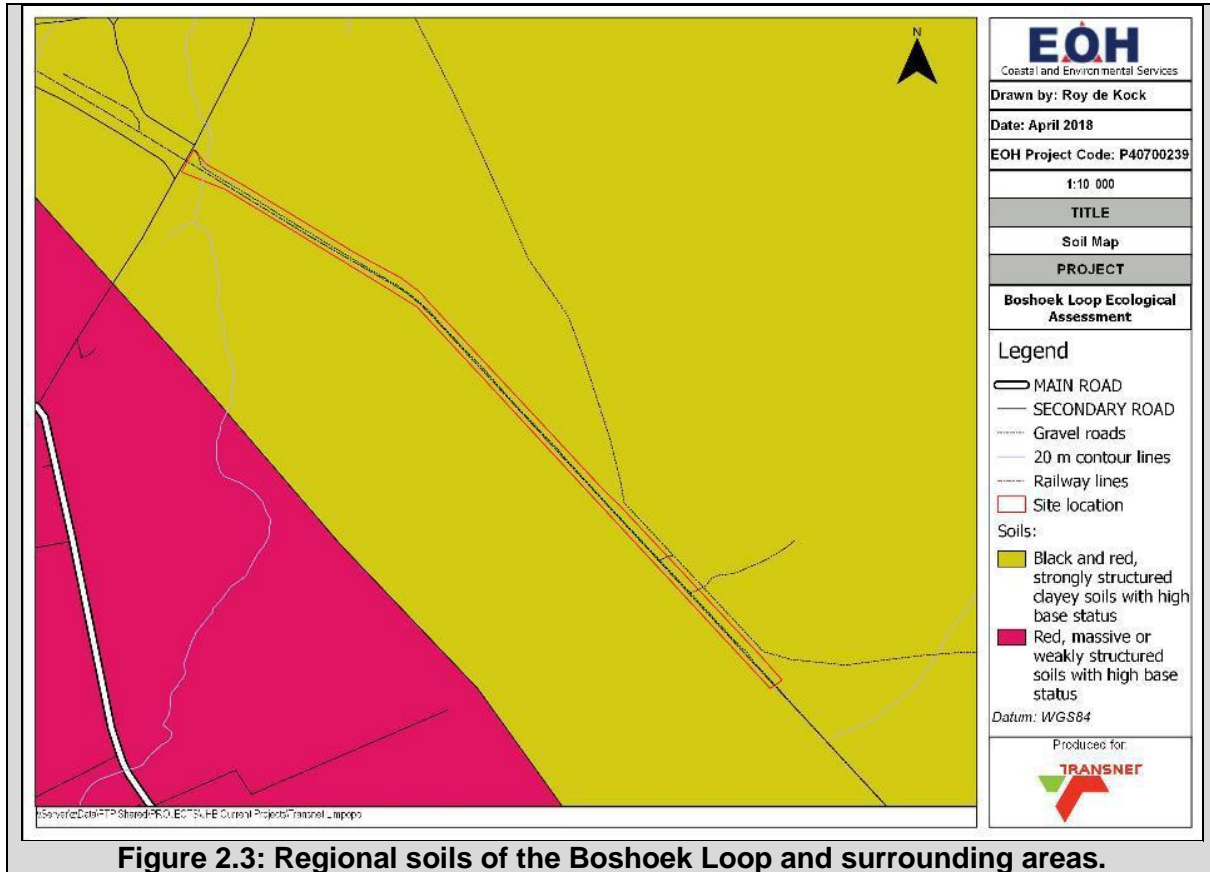 N
EOH
Coastal and Environmental Services
Drawn by: Roy de Kock
Date: April 2018
EOH Project Code: P40700239
1:10 000
TITLE
Soil Map
PROJECT
Boshoek Loop Ecological
Assessment
Legend
MAIN ROAD
SECONDARY ROAD
Gravel roads
20 m contour lines
Railway lines
Site location
Soils:
Black and red,
strongly structured
clayey soils with high
base status
Red, massive or
weakly structured
soils with high base
status
Datum: WGS84
Produced for:
TRANSNET
Current Projects\Transnet Limpopo
Figure 2.3: Regional soils of the Boshoek Loop and surrounding areas.